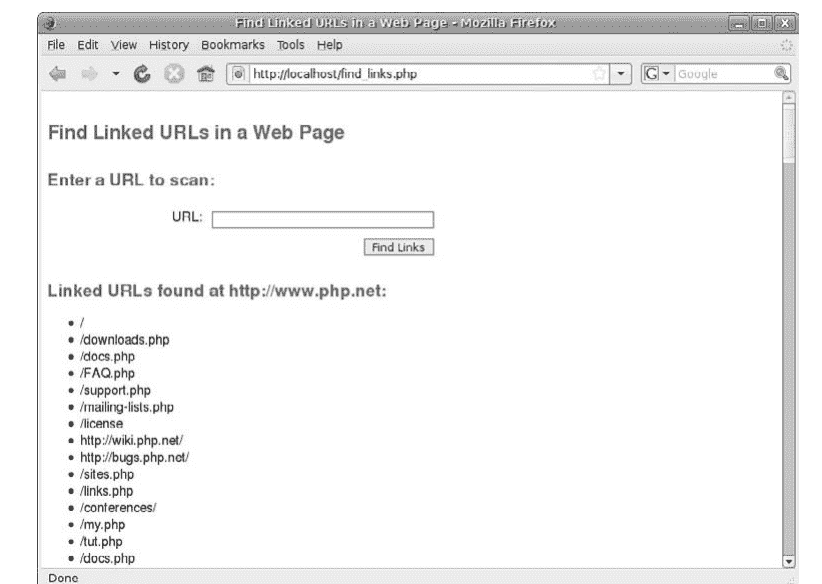 Find Linked URLs in a Web Page - Mozilla Firefox
File Edit View History Bookmarks Tools Help
http://localhost/find_links.php
G Google
Find Linked URLs in a Web Page
Enter a URL to scan:
URL:
Find Links
Linked URLs found at http://www.php.net:
• /
• /downloads.php
• /docs.php
• /FAQ.php
• /support.php
• /mailing-lists.php
• /license
• http://wiki.php.net/
• http://bugs.php.net/
• /sites.php
• /links.php
• /conferences/
• /my.php
• /tut.php
• /docs.php
Done